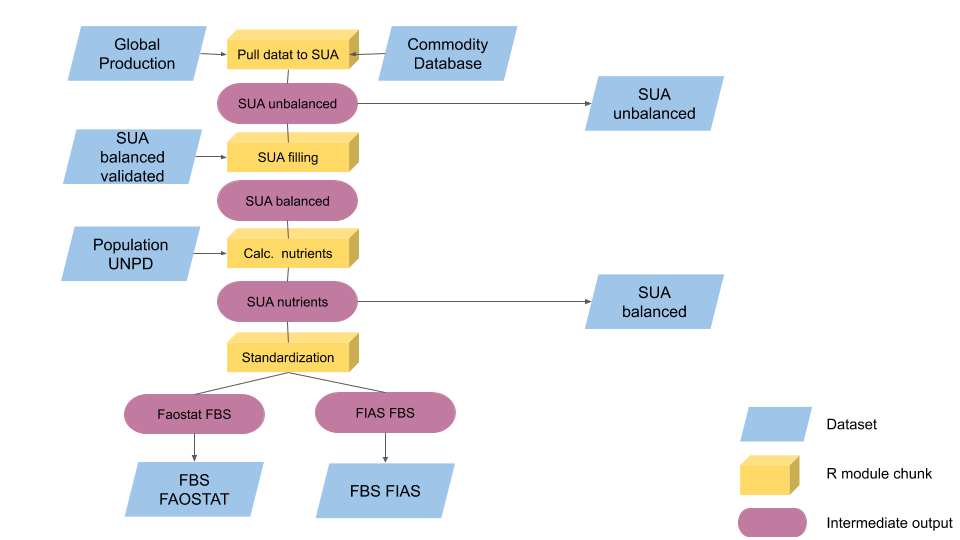 Global
Production
Pull datat to SUA
Commodity
Database
SUA unbalanced
SUA
unbalanced
SUA
balanced
validated
SUA filling
SUA balanced
Population
UNPD
Calc. nutrients
SUA nutrients
SUA
balanced
Standardization
Faostat FBS
FIAS FBS
FBS
FAOSTAT
FBS FIAS
Dataset
R module chunk
Intermediate output